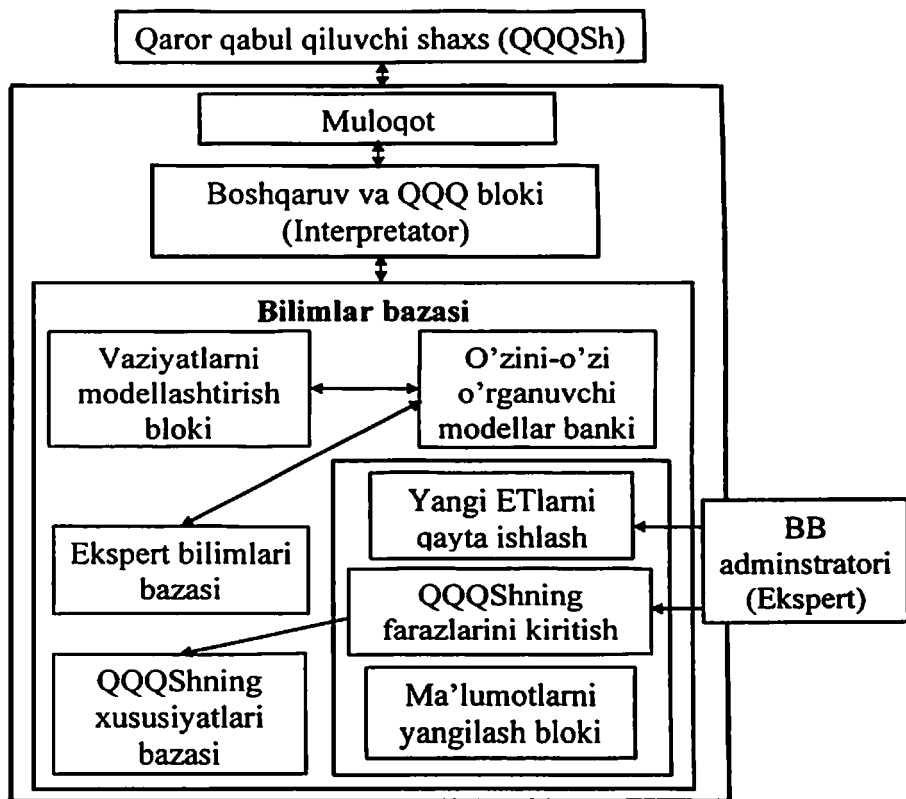 Qaror qabul qiluvchi shaxs (QQQSh)
Muloqot
Boshqaruv va QQQ bloki
(Interpretator)
Bilimlar bazasi
Vaziyatlarni
modellashtirish
bloki
O'zini-o'zi
o'rganuvchi
modellar banki
Yangi ETlarni
qayta ishlash
BB
adminstratori
(Ekspert)
Ekspert bilimlari
bazasi
QQQShning
farazlarini kiritish
QQQShning
xususiyatlari
bazasi
Ma'lumotlarni
yangilash bloki